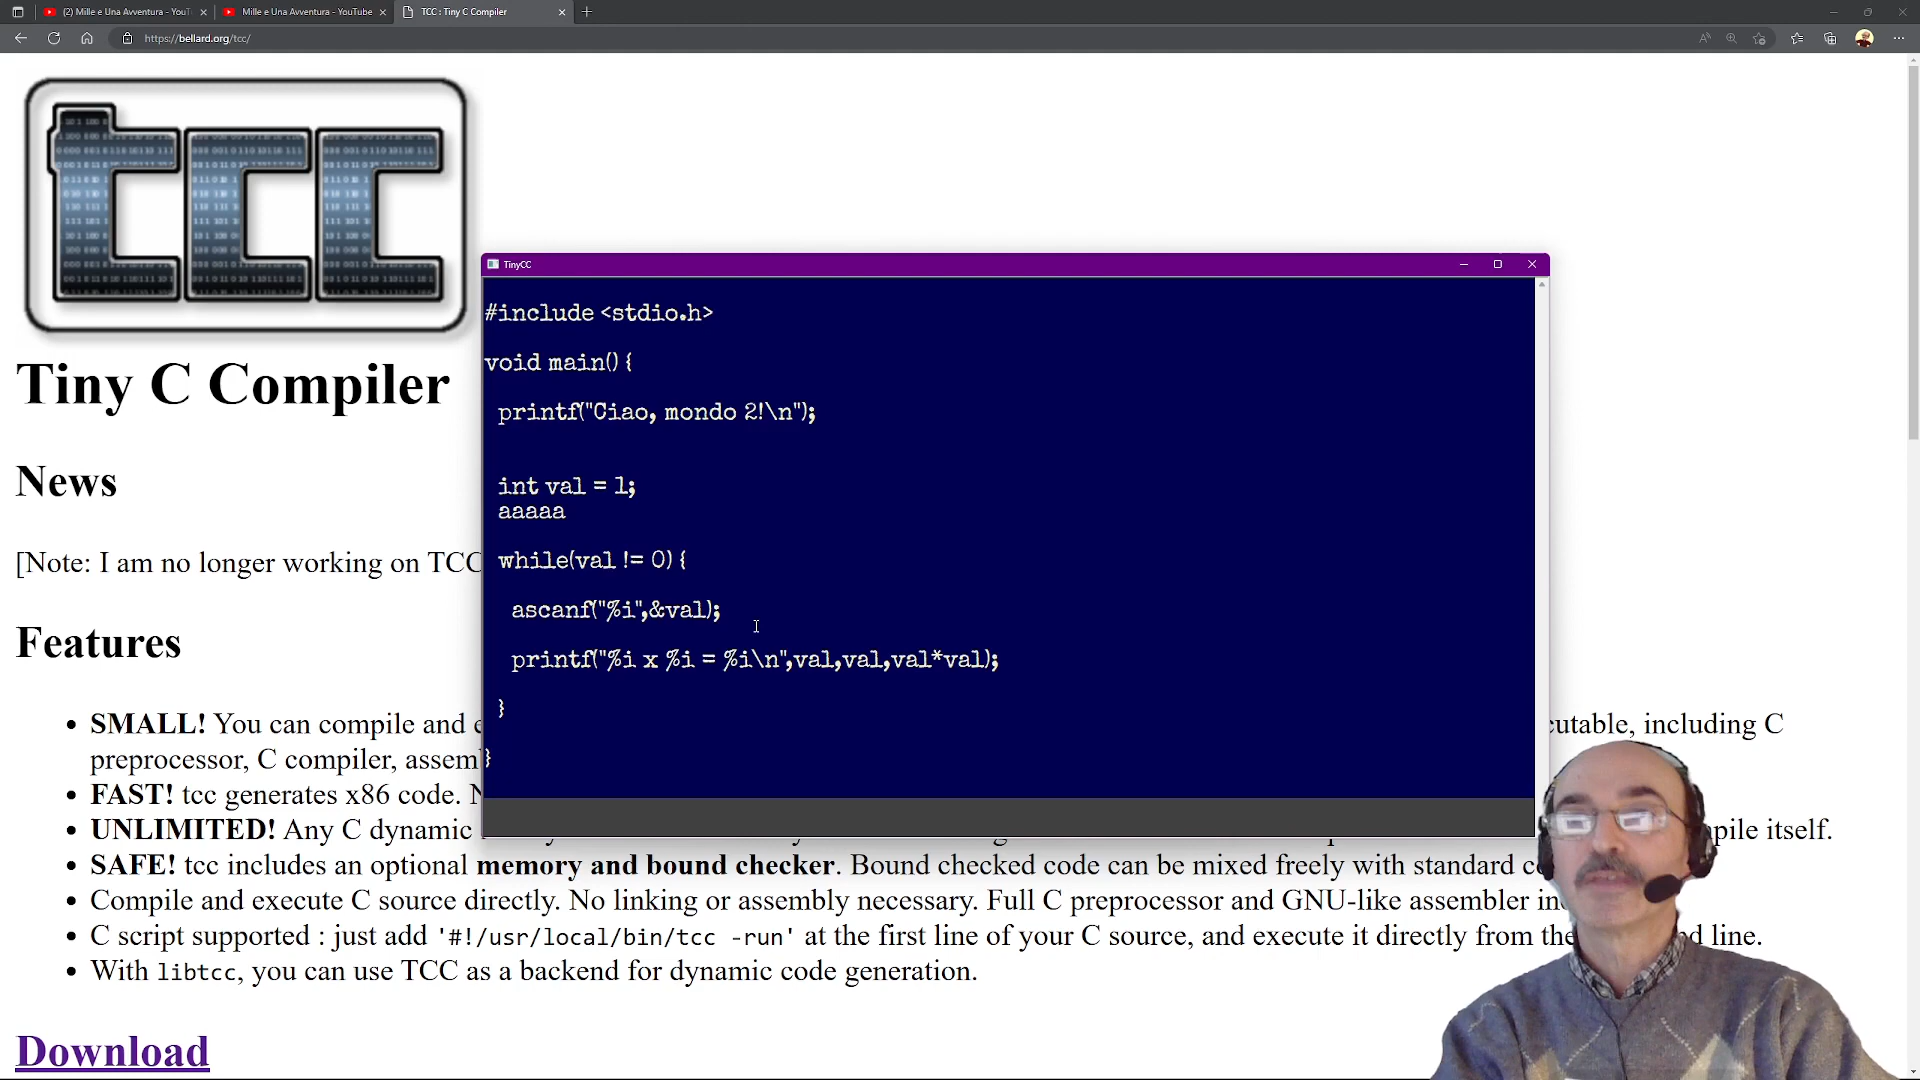 (2) Mille e Una Avventura - YouT
Mille e Una Avventura - YouTube
TCC : Tiny C Compiler
https://bellard.org/tcc/
TCC
Tiny C Compiler
News
[Note: I am no longer working on TCC
Features
SMALL! You can compile and e
cutable, including C
preprocessor, C compiler, assem
FAST! tcc generates x86 code. N
UNLIMITED! Any C dynamic
pile itself.
SAFE! tcc includes an optional memory and bound checker. Bound checked code can be mixed freely with standard c
Compile and execute C source directly. No linking or assembly necessary. Full C preprocessor and GNU-like assembler in
C script supported : just add '#!/usr/local/bin/tcc -run' at the first line of your C source, and execute it directly from the d line.
With libtcc, you can use TCC as a backend for dynamic code generation.
Download
TinyCC
#include <stdio.h>
void main() {
printf("Ciao, mondo 2!\n");
int val = 1;
aaaaa
while(val != 0) {
ascanf("%i",&val);
printf("%i x %i = %i\n",val,val,val*val);
}
}